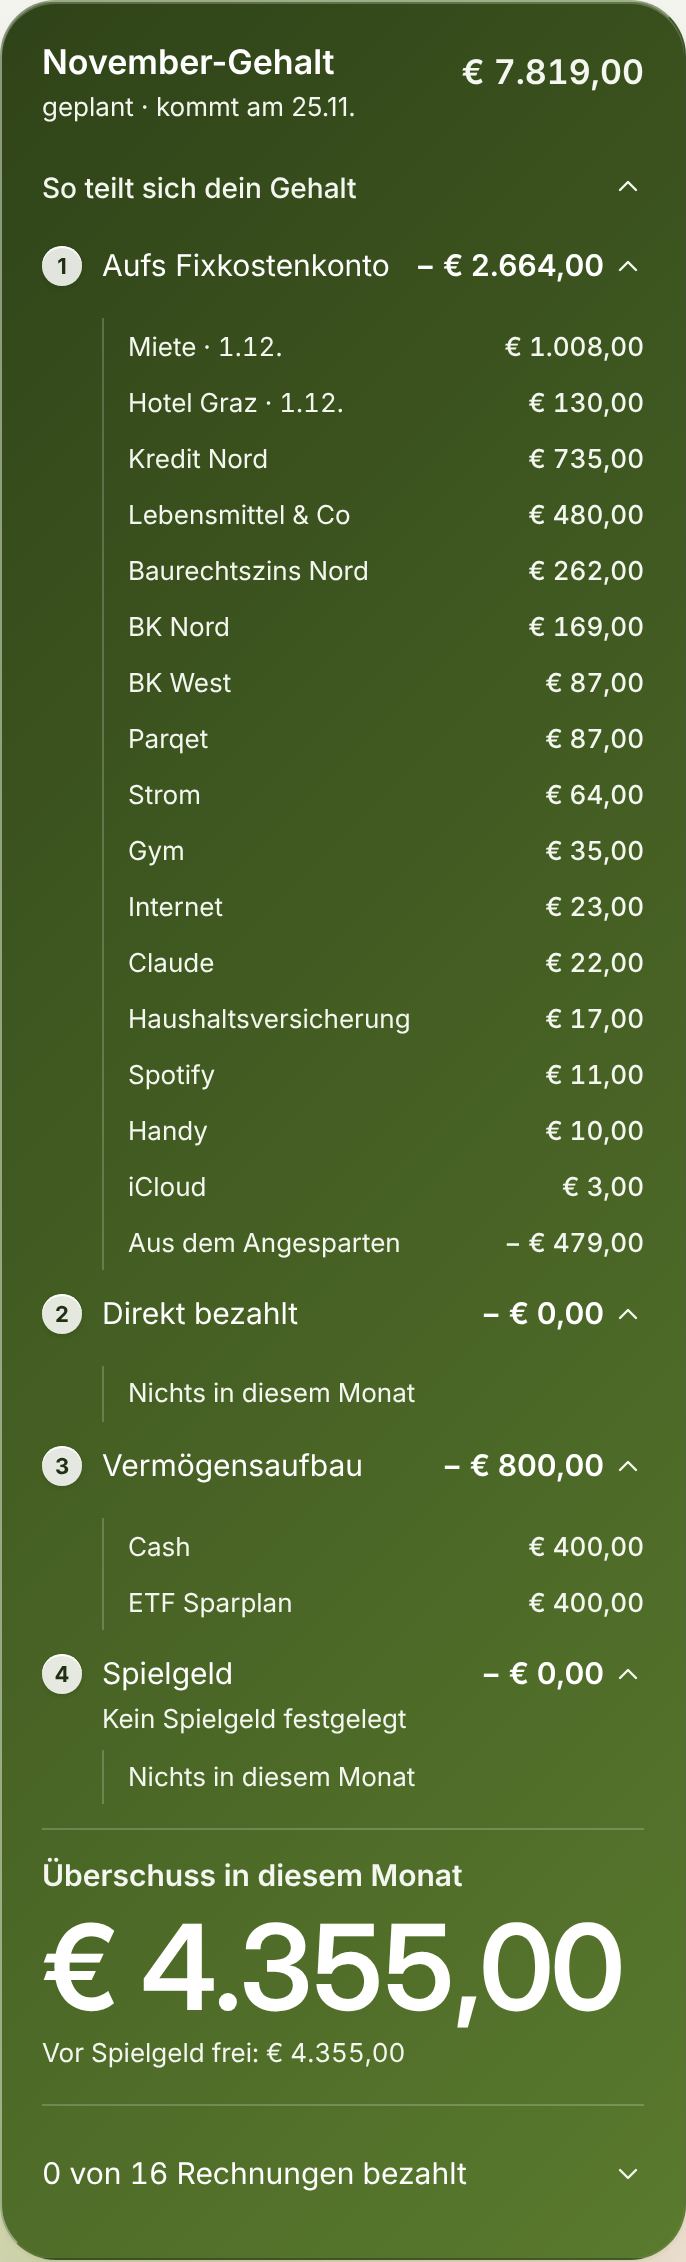 November-Gehalt € 7.819,00
geplant · kommt am 25.11.
So teilt sich dein Gehalt
1 Aufs Fixkostenkonto – € 2.664,00
Miete · 1.12. € 1.008,00
Hotel Graz · 1.12. € 130,00
Kredit Nord € 735,00
Lebensmittel & Co € 480,00
Baurechtszins Nord € 262,00
BK Nord € 169,00
BK West € 87,00
Parqet € 87,00
Strom € 64,00
Gym € 35,00
Internet € 23,00
Claude € 22,00
Haushaltsversicherung € 17,00
Spotify € 11,00
Handy € 10,00
iCloud € 3,00
Aus dem Angesparten – € 479,00
2 Direkt bezahlt – € 0,00
Nichts in diesem Monat
3 Vermögensaufbau – € 800,00
Cash € 400,00
ETF Sparplan € 400,00
4 Spielgeld – € 0,00
Kein Spielgeld festgelegt
Nichts in diesem Monat
Überschuss in diesem Monat
€ 4.355,00
Vor Spielgeld frei: € 4.355,00
0 von 16 Rechnungen bezahlt